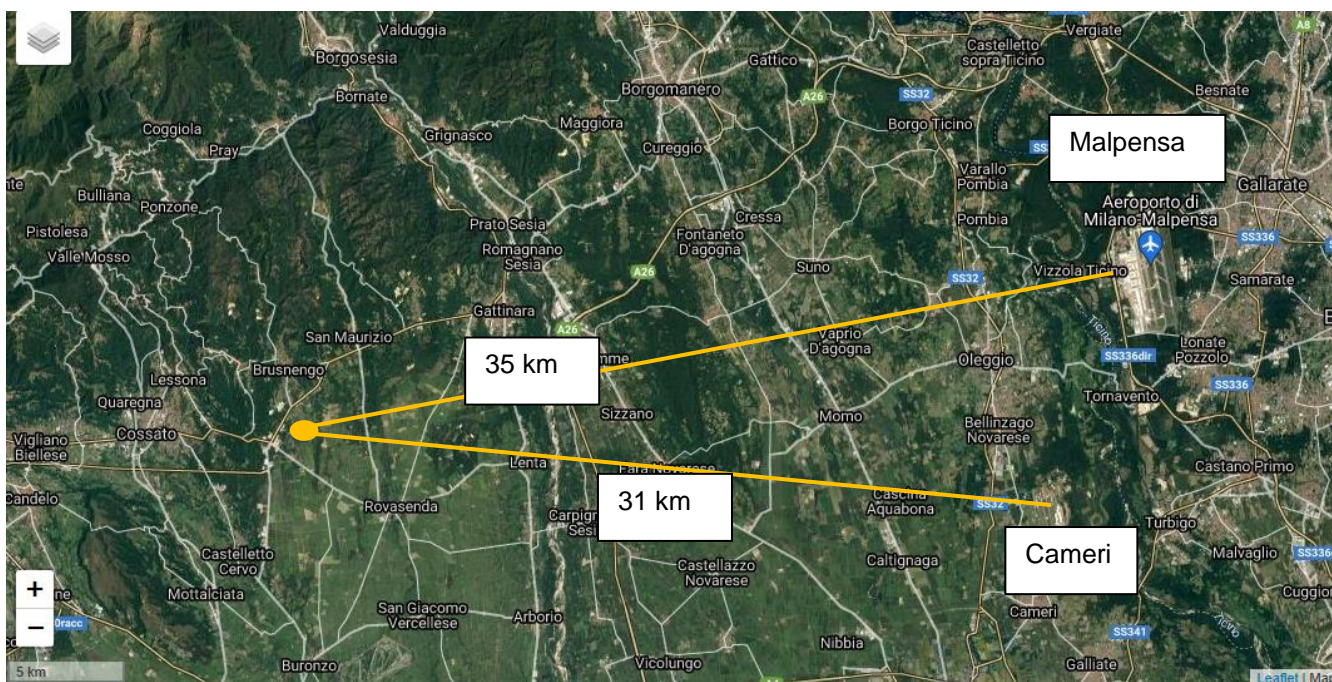 Valduggia
Vergiate
A8
Borgosesia
Castelletto
sopra Ticino
Gattico
Borgomanero
A26
SS32
Besnate
Bornate
Maggiora
Borgo Ticino
Coggiola
Grignasco
Malpensa
Pray
Cureggio
Varallo
Pombia
Gallarate
Bulliana
Ponzone
Aeroporto di
Milano-Malpensa
Pistolesa
Prato Sesia
Cressa
Pombia
Fontaneto
D'agogna
SS336
Valle Mosso
Romagnano
Sesia
A26
Suno
SS32
Vizzola Ticino
Samarate
Gattinara
San Maurizio
A26
Vaprio
D'agogna
Ticino
Lonate
Pozzolo
35 km
Oleggio
SS336dir
Brusnengo
Lessona
SS336
Quaregna
Tornavento
Sizzano
Momo
Cossato
Bellinzago
Novarese
Vigliano
Biellese
Lenta
Fara Novarese
Castano Primo
31 km
Candelo
Rovasenda
Cascina
Aquabona
SS32
Turbigo
Castelletto
Cervo
Cameri
Malvaglio
Caltignaga
Castellazzo
Novarese
+
Mottalciata
San Giacomo
Vercellese
Arborio
Cameri
−
Ticino
SS341
Nibbia
Buronzo
Vicolungo
Galliate
5 km
Leaflet | Map